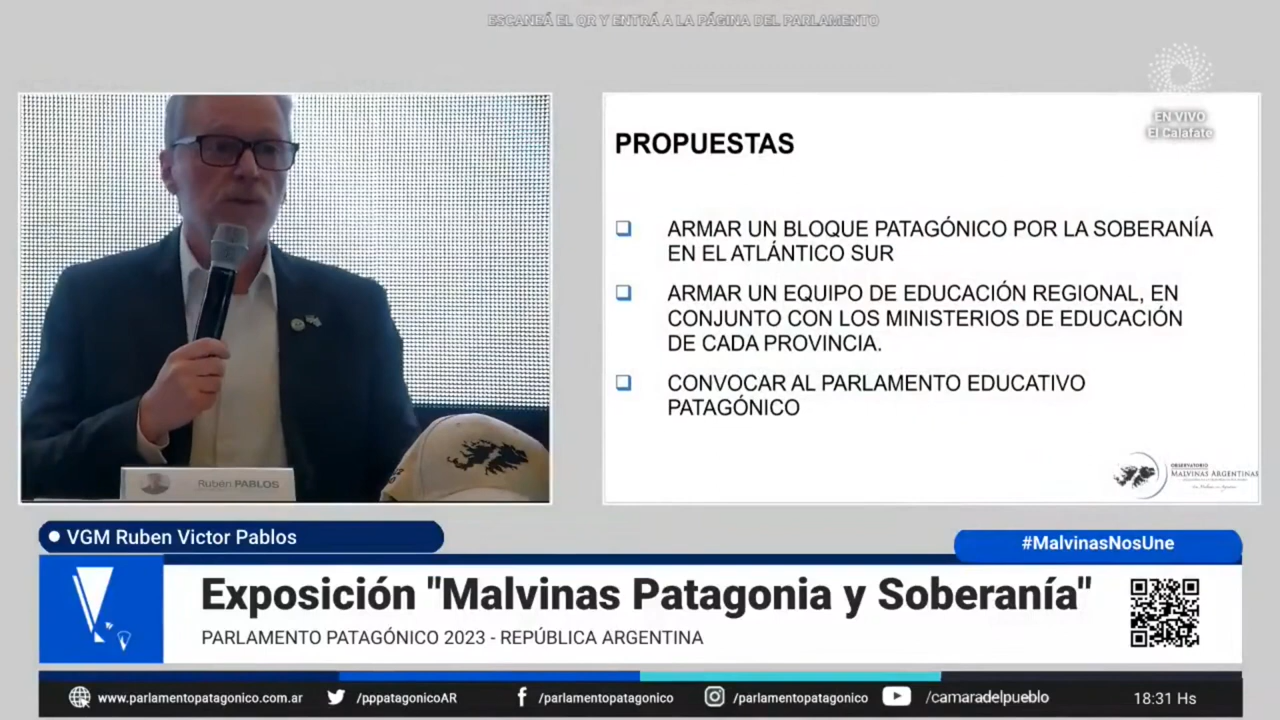 ESCANEÁ EL QR Y ENTRÁ A LA PÁGINA DEL PARLAMENTO
EN VIVO
El Calafate
PROPUESTAS
ARMAR UN BLOQUE PATAGÓNICO POR LA SOBERANÍA
EN EL ATLÁNTICO SUR
ARMAR UN EQUIPO DE EDUCACIÓN REGIONAL, EN
CONJUNTO CON LOS MINISTERIOS DE EDUCACIÓN
DE CADA PROVINCIA.
CONVOCAR AL PARLAMENTO EDUCATIVO
PATAGÓNICO
OBSERVATORIO
MALVINAS ARGENTINAS
Rubén PABLOS
VGM Ruben Victor Pablos
#MalvinasNosUne
Exposición "Malvinas Patagonia y Soberanía"
PARLAMENTO PATAGÓNICO 2023 - REPÚBLICA ARGENTINA
www.parlamentopatagonico.com.ar
/pppatagonicoAR
/parlamentopatagonico
/parlamentopatagonico
/camaradelpueblo
18:31 Hs